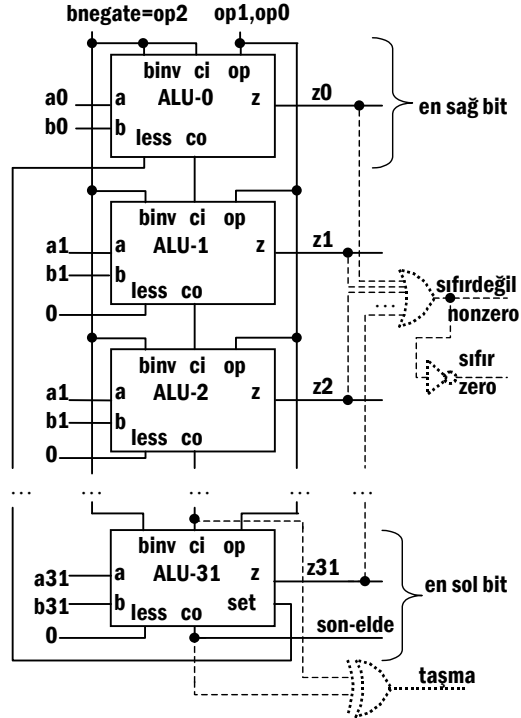 bnegate=op2 op1,op0
binv ci op
a0 a ALU-0 z z0
b0 b
en sağ bit
less co
binv ci op
a1 a ALU-1 z z1
b1 b
less co
0
sıfırdeğil
nonzero
...
binv ci op
sıfır
zero
a1 a ALU-2 z z2
b1 b
less co
0
... ... ... ... ...
binv ci op
a31 a ALU-31 z z31
b31 b set
en sol bit
less co
0 son-elde
taşma